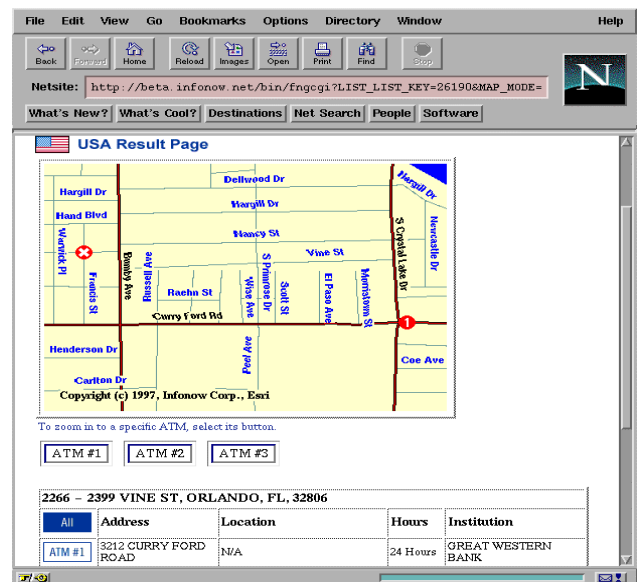 File Edit View Go Bookmarks Options Directory Window Help
Back Forward Home Reload Images Open Print Find Stop
N
Netsite: http://beta.infonow.net/bin/fngcgi?LIST_LIST_KEY=26190&MAP_MODE=
What's New? What's Cool? Destinations Net Search People Software
USA Result Page
Dellwood Dr
Hargill Dr
Hargill Dr
Hargill Dr
Hand Blvd
Nancy St
Vine St
Warwick Pl
Francis St
Bumby Ave
Russell Ave
Raehn St
Wise Ave
S Primrose Dr
Scott St
El Paso Ave
Morristown St
S Crystal Lake Dr
Newcastle Dr
Curry Ford Rd
1
Henderson Dr
Peel Ave
Coe Ave
Carlton Dr
Copyright (c) 1997, Infonow Corp., Esri
To zoom in to a specific ATM, select its button.
ATM #1 ATM #2 ATM #3
2266 - 2399 VINE ST, ORLANDO, FL, 32806
All Address Location Hours Institution
ATM #1 3212 CURRY FORD ROAD N/A 24 Hours GREAT WESTERN BANK